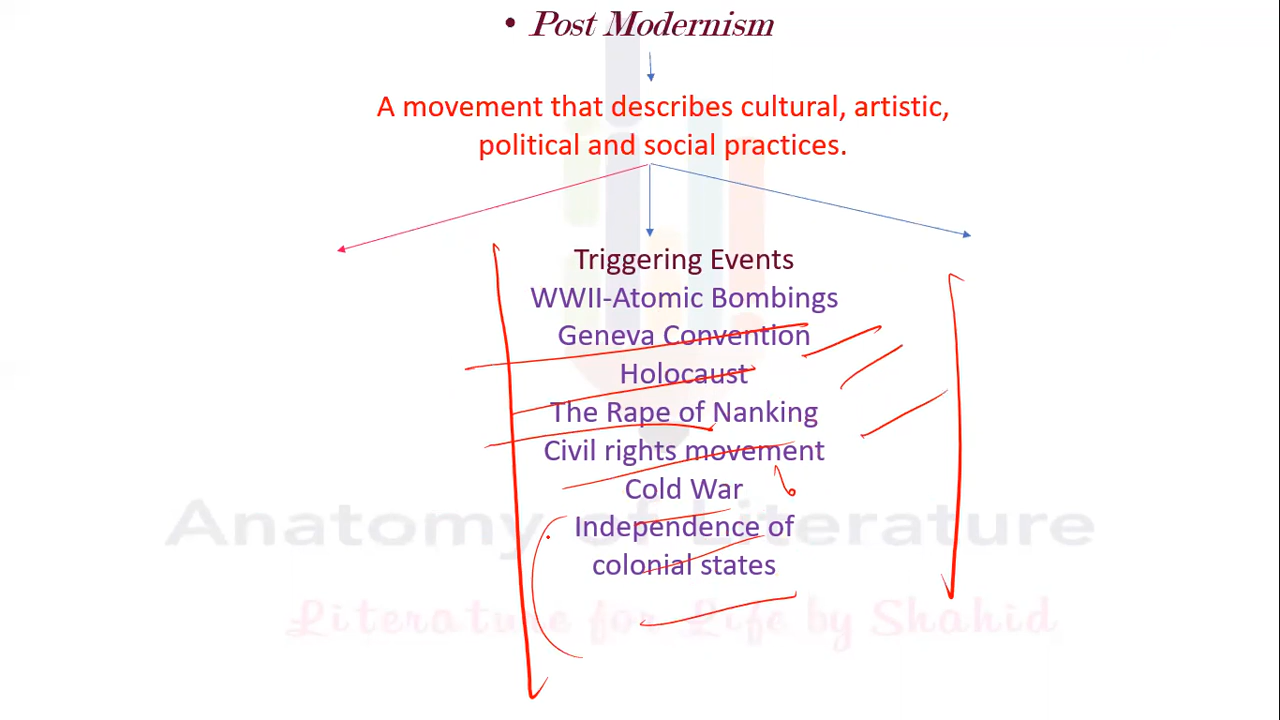 • Post Modernism
A movement that describes cultural, artistic,
political and social practices.
Triggering Events
WWII-Atomic Bombings
Geneva Convention
Holocaust
The Rape of Nanking
Civil rights movement
Cold War
Independence of
colonial states
Anatomy of Literature
Literature for Life by Shahid